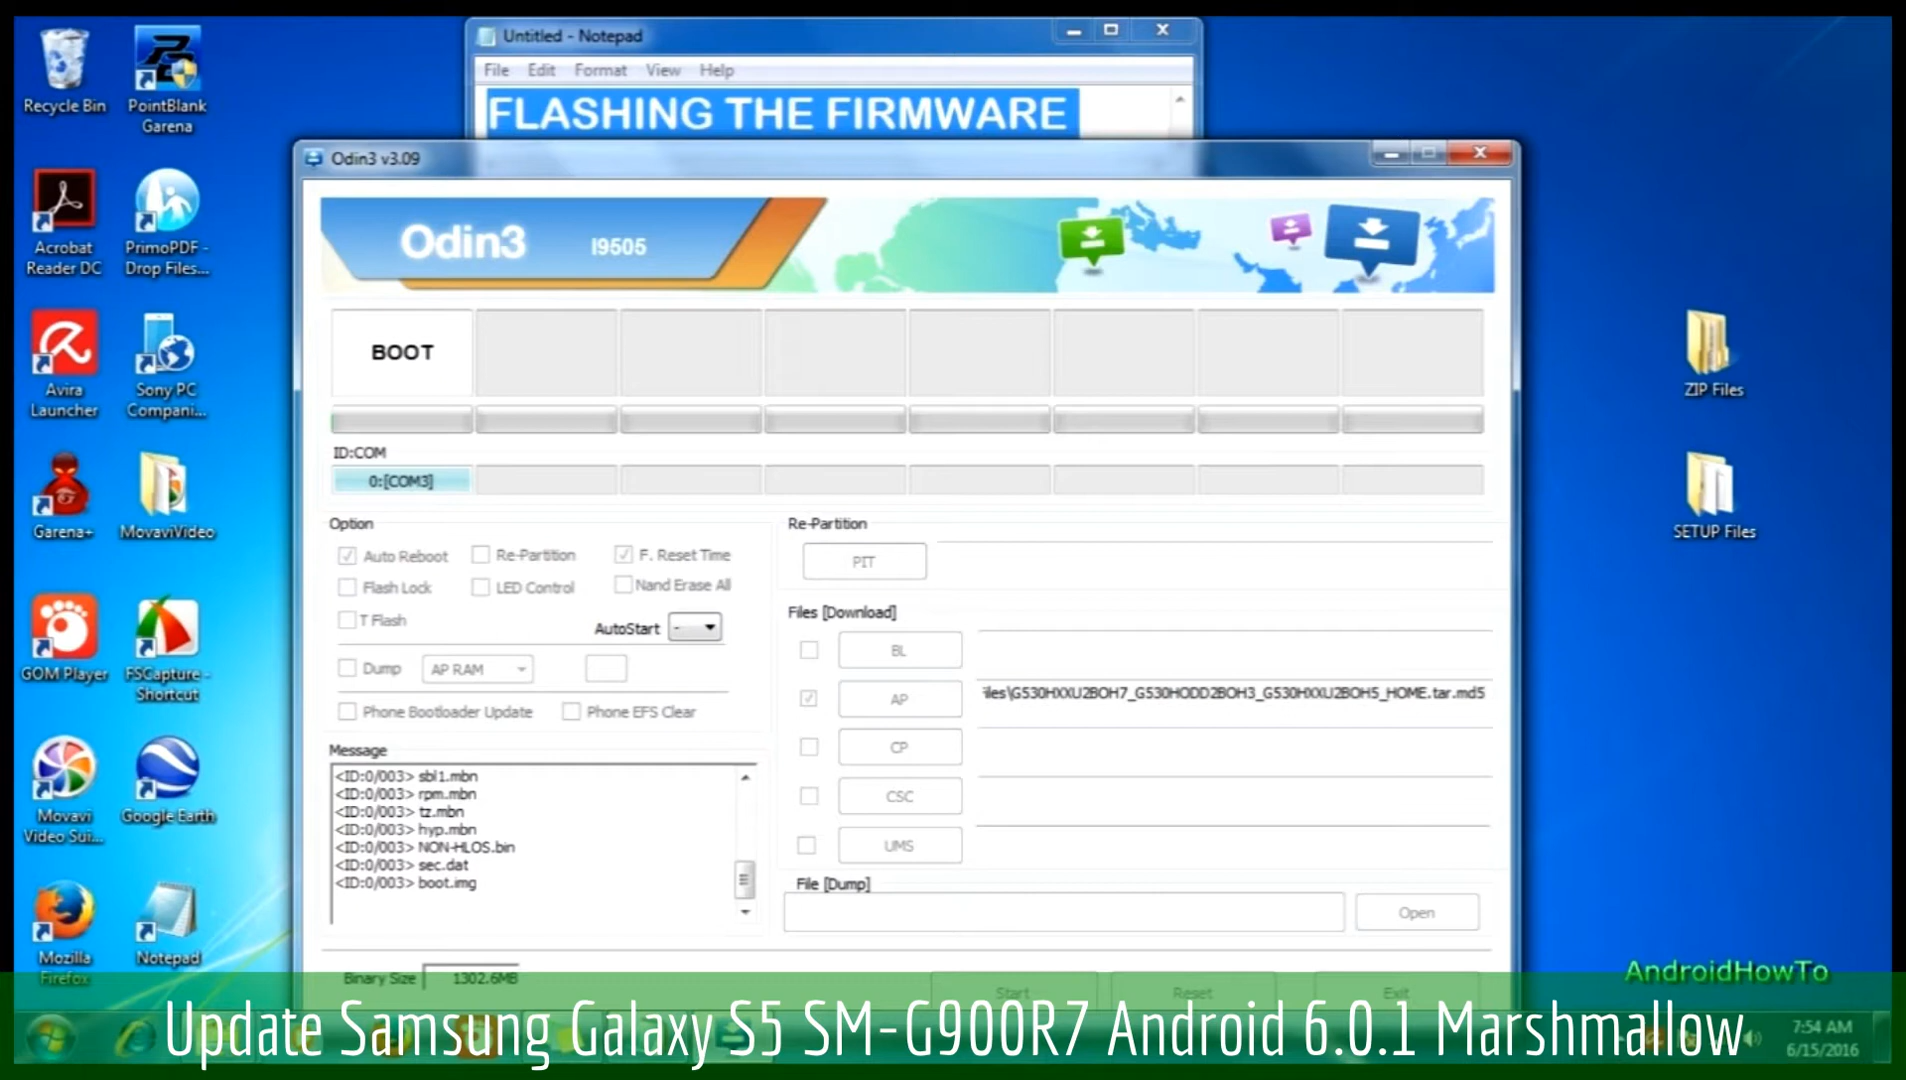 Recycle Bin
PointBlank
Garena
Acrobat
Reader DC
PrimoPDF -
Drop Files...
Avira
Launcher
Sony PC
Compani...
Garena+
MovaviVideo
GOM Player
FSCapture -
Shortcut
Movavi
Video Sui...
Google Earth
Mozilla
Firefox
Notepad
Untitled - Notepad
File Edit Format View Help
FLASHING THE FIRMWARE
Odin3 v3.09
Odin3 I9505
BOOT
ID:COM
0:[COM3]
Option
Auto Reboot Re-Partition F. Reset Time
Flash Lock LED Control Nand Erase All
T Flash
AutoStart -
Dump AP RAM
Phone Bootloader Update Phone EFS Clear
Message
<ID:0/003> sbl1.mbn
<ID:0/003> rpm.mbn
<ID:0/003> tz.mbn
<ID:0/003> hyp.mbn
<ID:0/003> NON-HLOS.bin
<ID:0/003> sec.dat
<ID:0/003> boot.img
Re-Partition
PIT
Files [Download]
BL
AP iles\G530HXXU2BOH7_G530HODD2BOH3_G530HXXU2BOH5_HOME.tar.md5
CP
CSC
UMS
File [Dump]
Open
Binary Size 1302.6MB
Start Reset Exit
ZIP Files
SETUP Files
AndroidHowTo
Update Samsung Galaxy S5 SM-G900R7 Android 6.0.1 Marshmallow
7:54 AM
6/15/2016